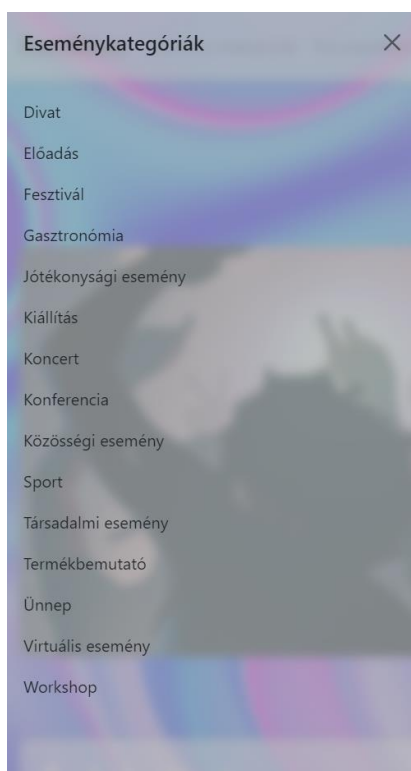 Eseménykategóriák
Divat
Előadás
Fesztivál
Gasztronómia
Jótékonysági esemény
Kiállítás
Koncert
Konferencia
Közösségi esemény
Sport
Társadalmi esemény
Termékbemutató
Ünnep
Virtuális esemény
Workshop